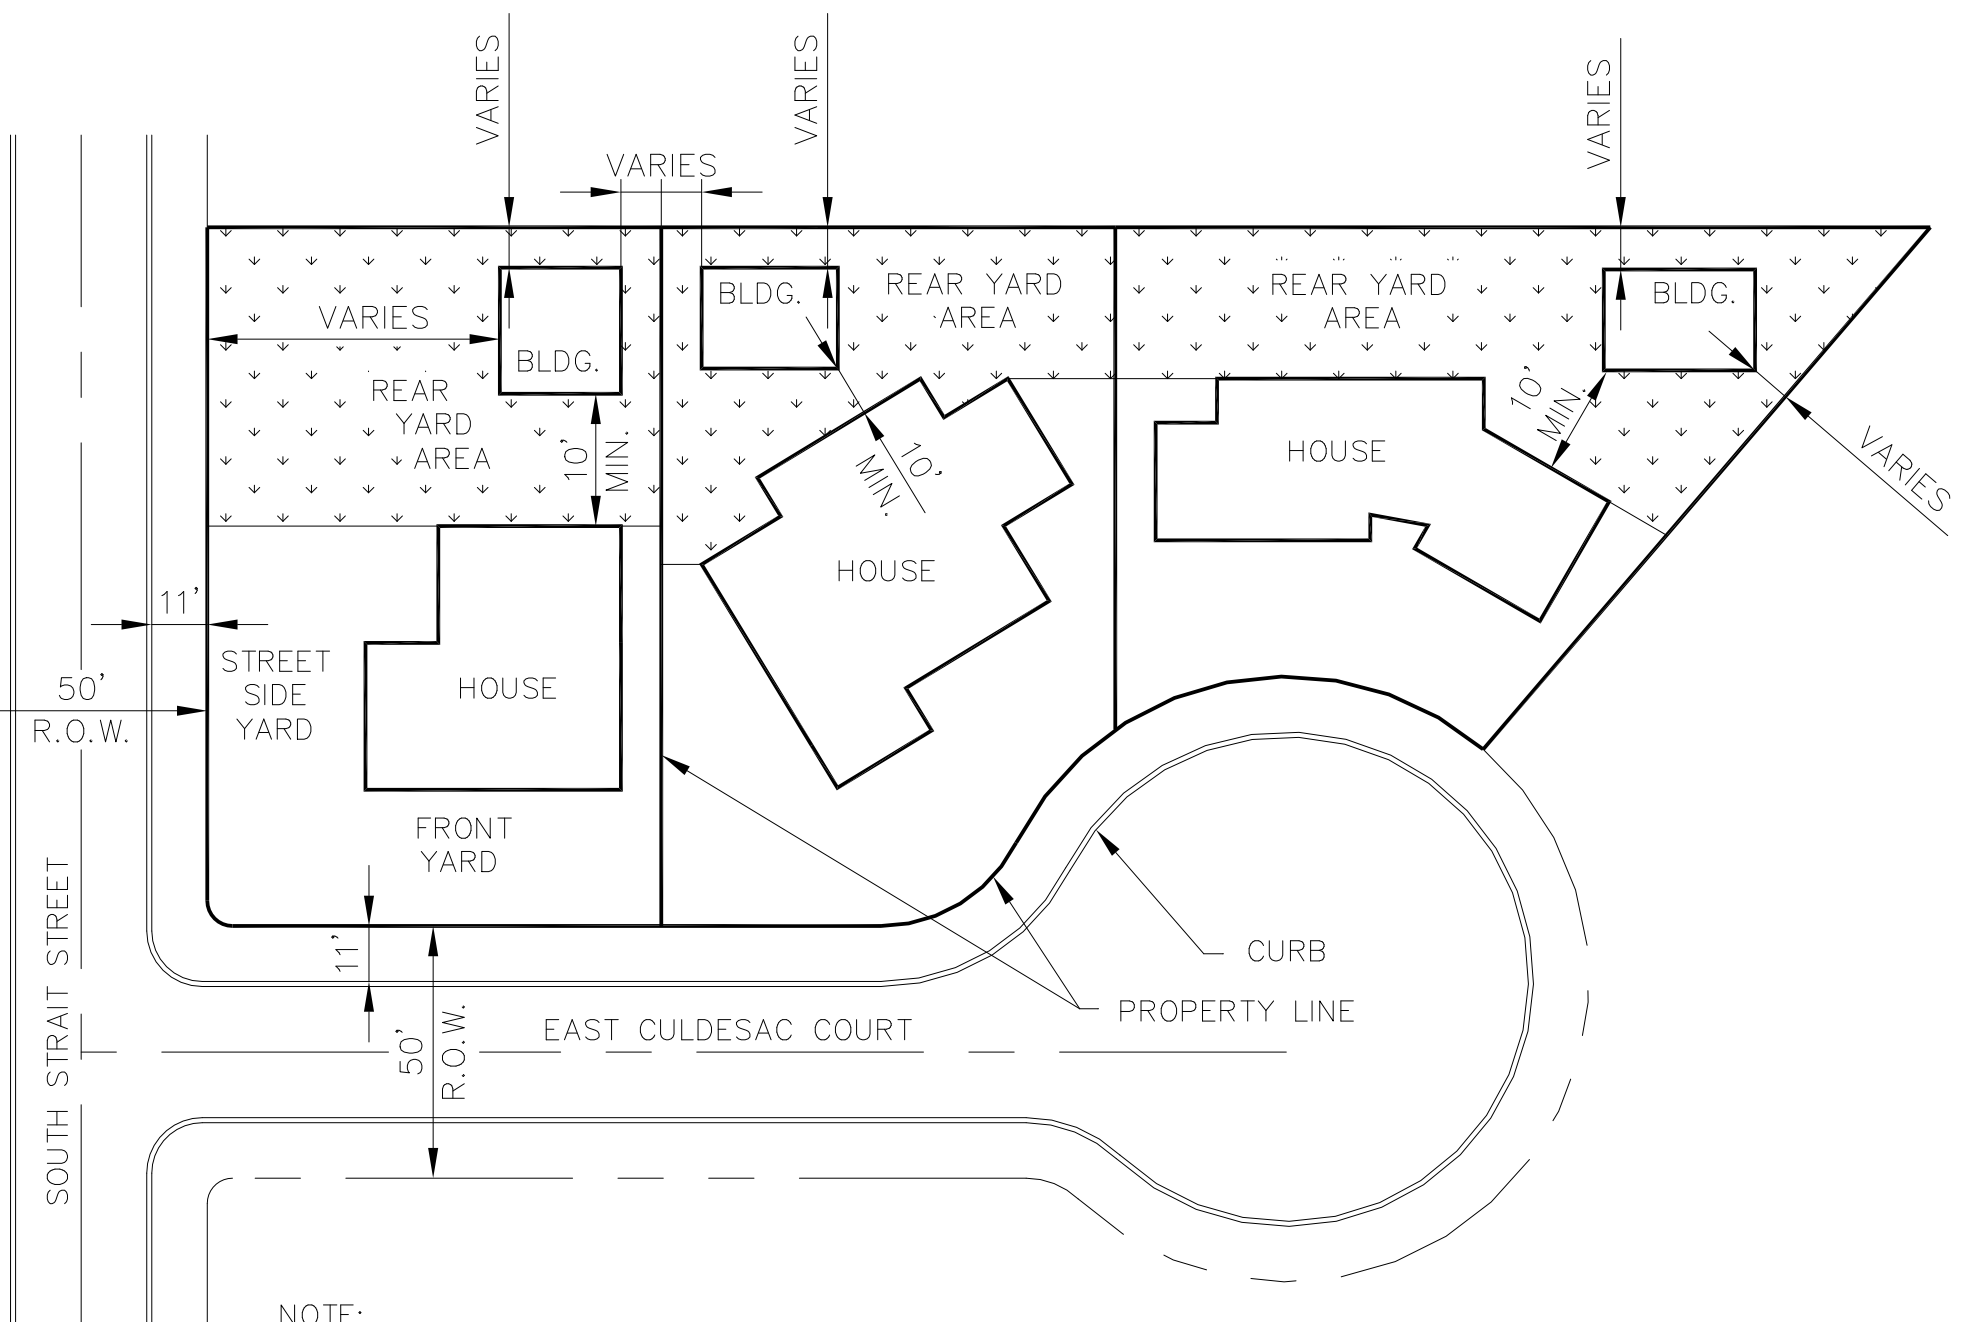 VARIES
VARIES
VARIES
VARIES
REAR YARD
AREA
REAR YARD
AREA
BLDG.
BLDG.
VARIES
BLDG.
REAR
YARD
AREA
10'
MIN.
10'
MIN.
10'
MIN.
VARIES
HOUSE
HOUSE
11'
STREET
SIDE
YARD
HOUSE
50'
R.O.W.
FRONT
YARD
11'
CURB
PROPERTY LINE
EAST CULDESAC COURT
50'
R.O.W.
SOUTH STRAIT STREET
NOTE: